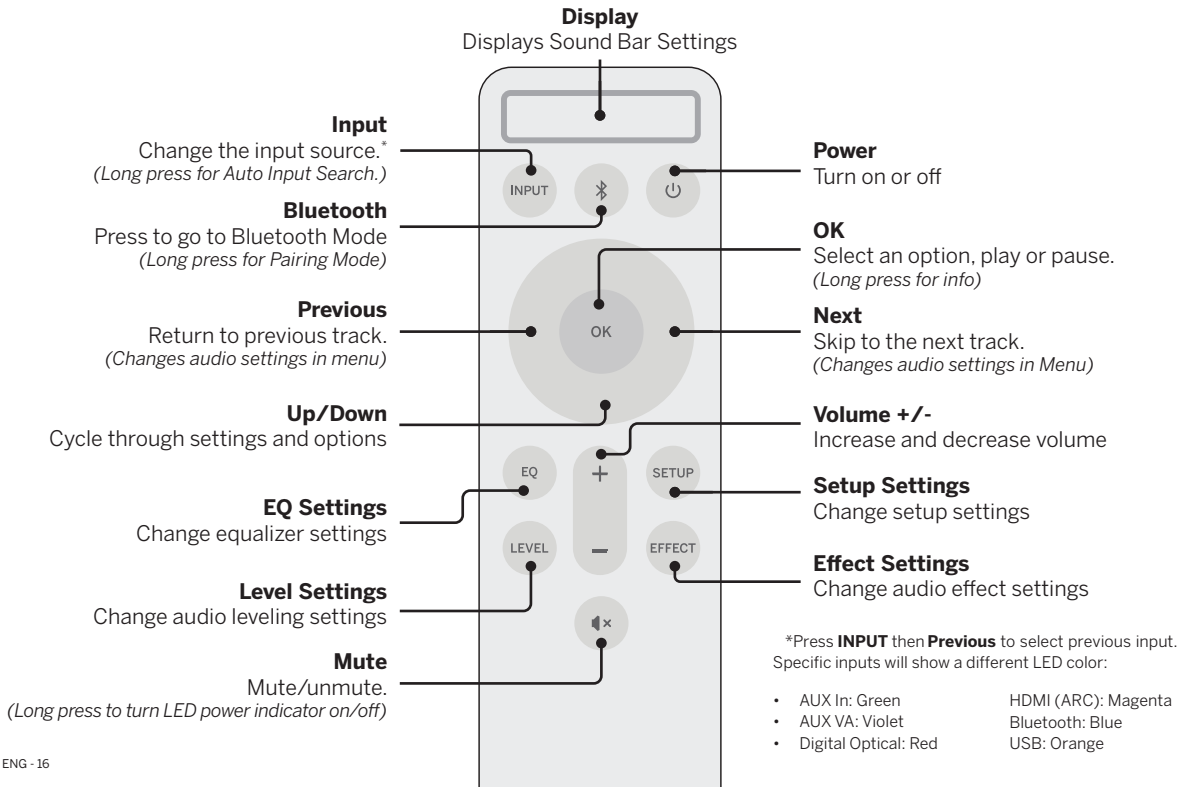 Display
Displays Sound Bar Settings
Input
Change the input source.*
(Long press for Auto Input Search.)
Bluetooth
Press to go to Bluetooth Mode
(Long press for Pairing Mode)
Previous
Return to previous track.
(Changes audio settings in menu)
Up/Down
Cycle through settings and options
EQ Settings
Change equalizer settings
Level Settings
Change audio leveling settings
Mute
Mute/unmute.
(Long press to turn LED power indicator on/off)
INPUT
OK
EQ
+
SETUP
LEVEL
-
EFFECT
Power
Turn on or off
OK
Select an option, play or pause.
(Long press for info)
Next
Skip to the next track.
(Changes audio settings in Menu)
Volume +/-
Increase and decrease volume
Setup Settings
Change setup settings
Effect Settings
Change audio effect settings
*Press INPUT then Previous to select previous input.
Specific inputs will show a different LED color:
• AUX In: Green
• AUX VA: Violet
• Digital Optical: Red
HDMI (ARC): Magenta
Bluetooth: Blue
USB: Orange
ENG - 16